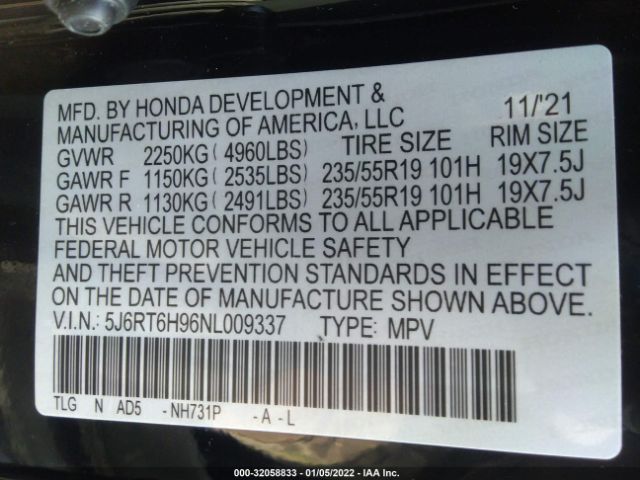 MFD. BY HONDA DEVELOPMENT &
MANUFACTURING OF AMERICA, LLC 11/'21
GVWR 2250KG ( 4960LBS) TIRE SIZE RIM SIZE
GAWR F 1150KG ( 2535LBS) 235/55R19 101H 19X7.5J
GAWR R 1130KG ( 2491LBS) 235/55R19 101H 19X7.5J
THIS VEHICLE CONFORMS TO ALL APPLICABLE
FEDERAL MOTOR VEHICLE SAFETY
AND THEFT PREVENTION STANDARDS IN EFFECT
ON THE DATE OF MANUFACTURE SHOWN ABOVE.
V.I.N.: 5J6RT6H96NL009337 TYPE: MPV
TLG N AD5 -NH731P -A-L
000-32058833 - 01/05/2022 - IAA Inc.